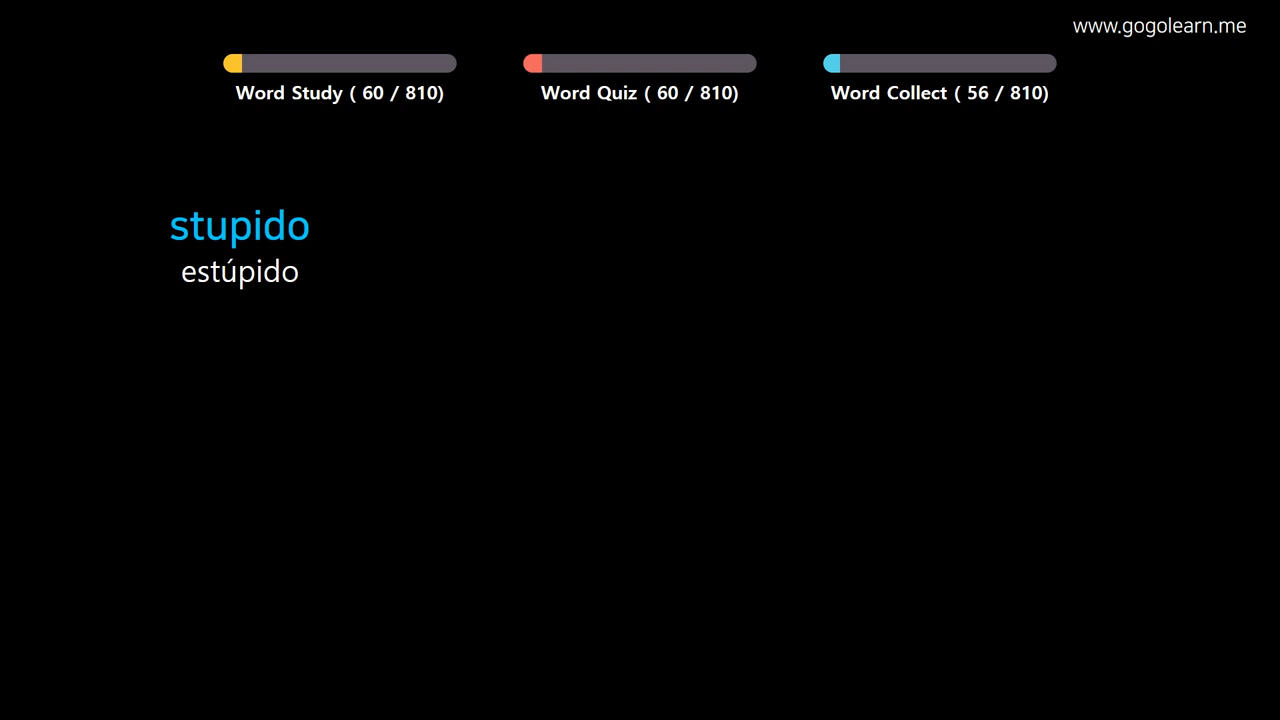 www.gogolearn.me
Word Study ( 60 / 810)
Word Quiz ( 60 / 810)
Word Collect ( 56 / 810)
stupido
estúpido